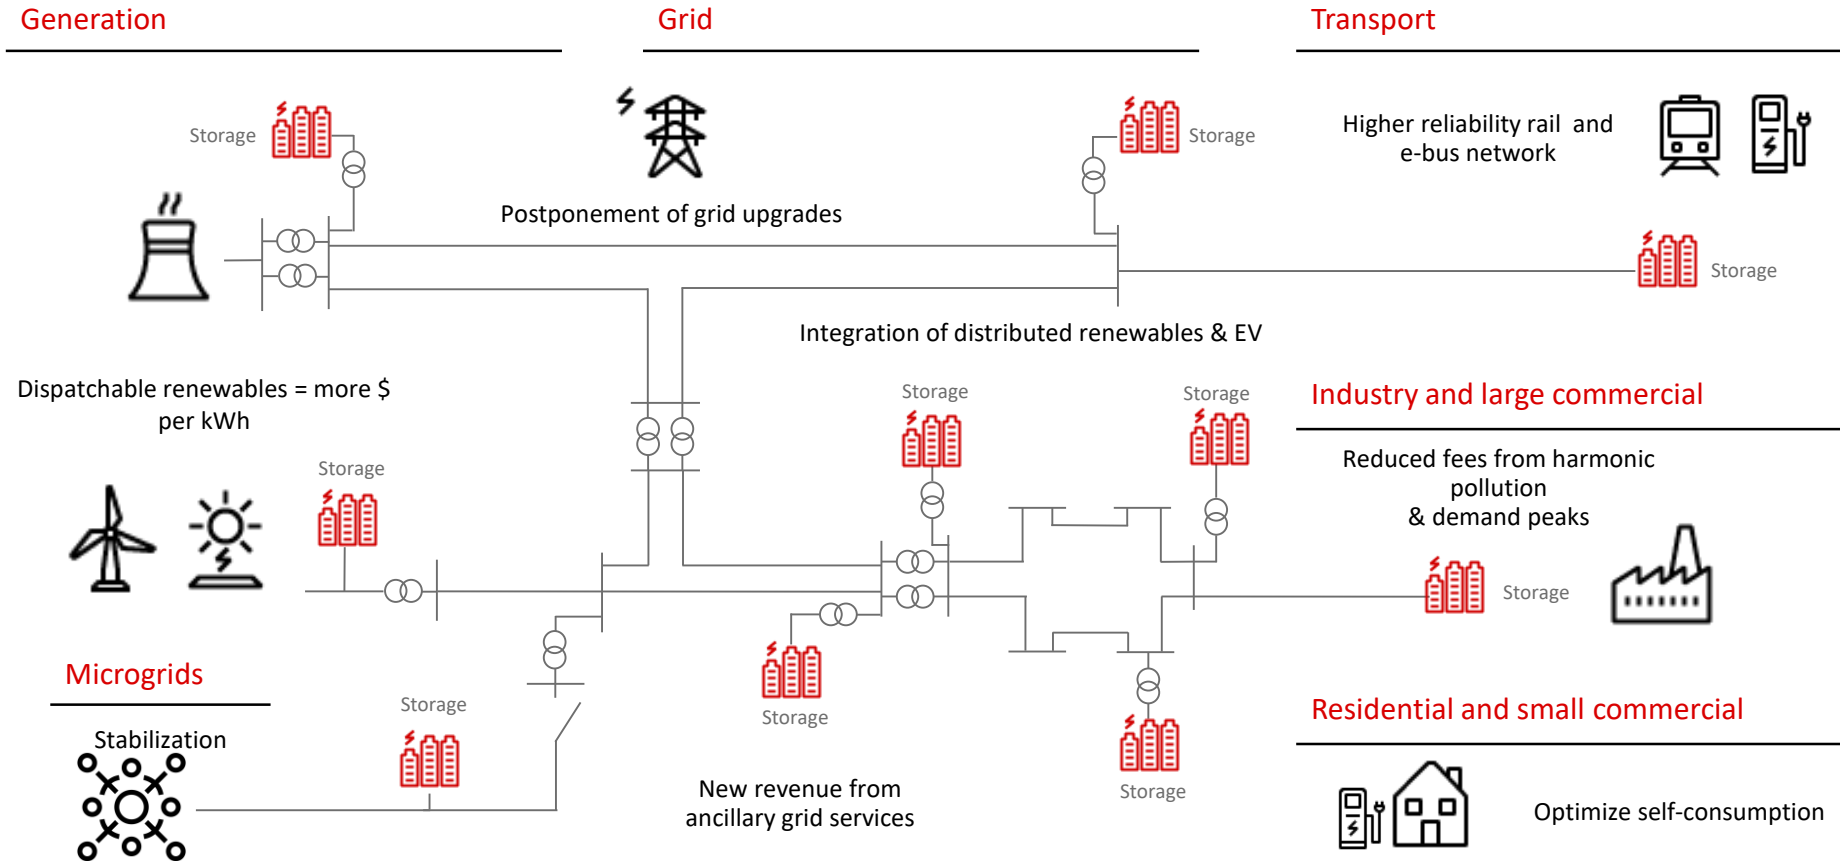 Generation
Grid
Transport
Storage
Storage
Higher reliability rail and
e-bus network
Postponement of grid upgrades
Storage
Integration of distributed renewables & EV
Dispatchable renewables = more $
per kWh
Storage
Storage
Industry and large commercial
Storage
Reduced fees from harmonic
pollution
& demand peaks
Storage
Microgrids
Storage
Storage
Residential and small commercial
Stabilization
Storage
New revenue from
ancillary grid services
Optimize self-consumption